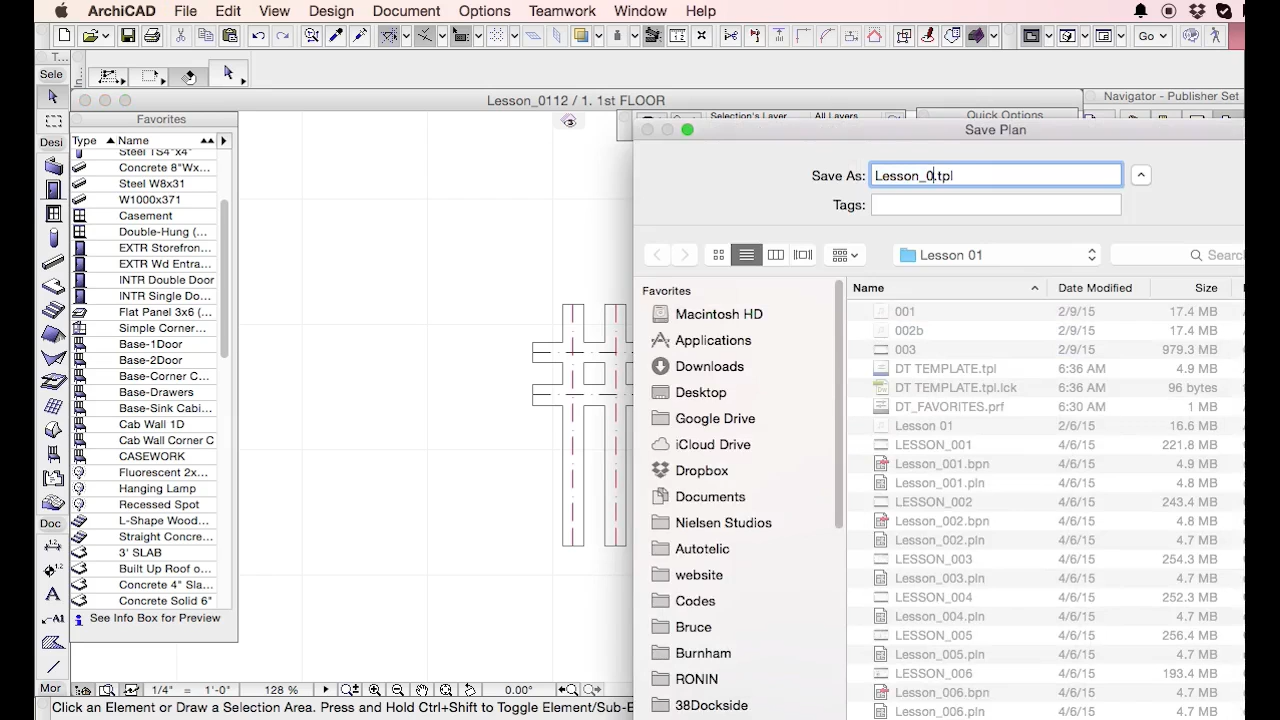 ArchiCAD File Edit View Design Document Options Teamwork Window Help
Go
T...
Sele
Lesson_0112 / 1. 1st FLOOR
Navigator - Publisher Set
Favorites
Selection's Layer
All Layers
Quick Options
Save Plan
Desi
Type Name
Steel TS4"x4"
Concrete 8"Wx...
Steel W8x31
W1000x371
Casement
Double-Hung (...
EXTR Storefron...
EXTR Wd Entra...
INTR Double Door
INTR Single Do...
Flat Panel 3x6 (...
Simple Corner...
Base-1Door
Base-2Door
Base-Corner C...
Base-Drawers
Base-Sink Cabi...
Cab Wall 1D
Cab Wall Corner C
CASEWORK
Fluorescent 2x...
Hanging Lamp
Recessed Spot
L-Shape Wood...
Straight Concre...
3' SLAB
Built Up Roof o...
Concrete 4" Sla...
Concrete Solid 6"
See Info Box for Preview
Doc
Mor
Save As: Lesson_0.tpl
Tags:
Lesson 01
Searc
Favorites
Macintosh HD
Applications
Downloads
Desktop
Google Drive
iCloud Drive
Dropbox
Documents
Nielsen Studios
Autotelic
website
Codes
Bruce
Burnham
RONIN
38Dockside
Name Date Modified Size
001 2/9/15 17.4 MB
002b 2/9/15 17.4 MB
003 2/9/15 979.3 MB
DT TEMPLATE.tpl 6:36 AM 4.9 MB
DT TEMPLATE.tpl.lck 6:36 AM 96 bytes
DT_FAVORITES.prf 6:30 AM 1 MB
Lesson 01 2/6/15 16.6 MB
LESSON_001 4/6/15 221.8 MB
Lesson_001.bpn 4/6/15 4.9 MB
Lesson_001.pln 4/6/15 4.8 MB
LESSON_002 4/6/15 243.4 MB
Lesson_002.bpn 4/6/15 4.8 MB
Lesson_002.pln 4/6/15 4.7 MB
LESSON_003 4/6/15 254.3 MB
Lesson_003.pln 4/6/15 4.7 MB
LESSON_004 4/6/15 252.3 MB
Lesson_004.pln 4/6/15 4.7 MB
LESSON_005 4/6/15 256.4 MB
Lesson_005.pln 4/6/15 4.7 MB
LESSON_006 4/6/15 193.4 MB
Lesson_006.bpn 4/6/15 4.7 MB
Lesson_006.pln 4/6/15 4.7 MB
1/4" = 1'-0" 128 % 0.00°
Click an Element or Draw a Selection Area. Press and Hold Ctrl+Shift to Toggle Element/Sub-E